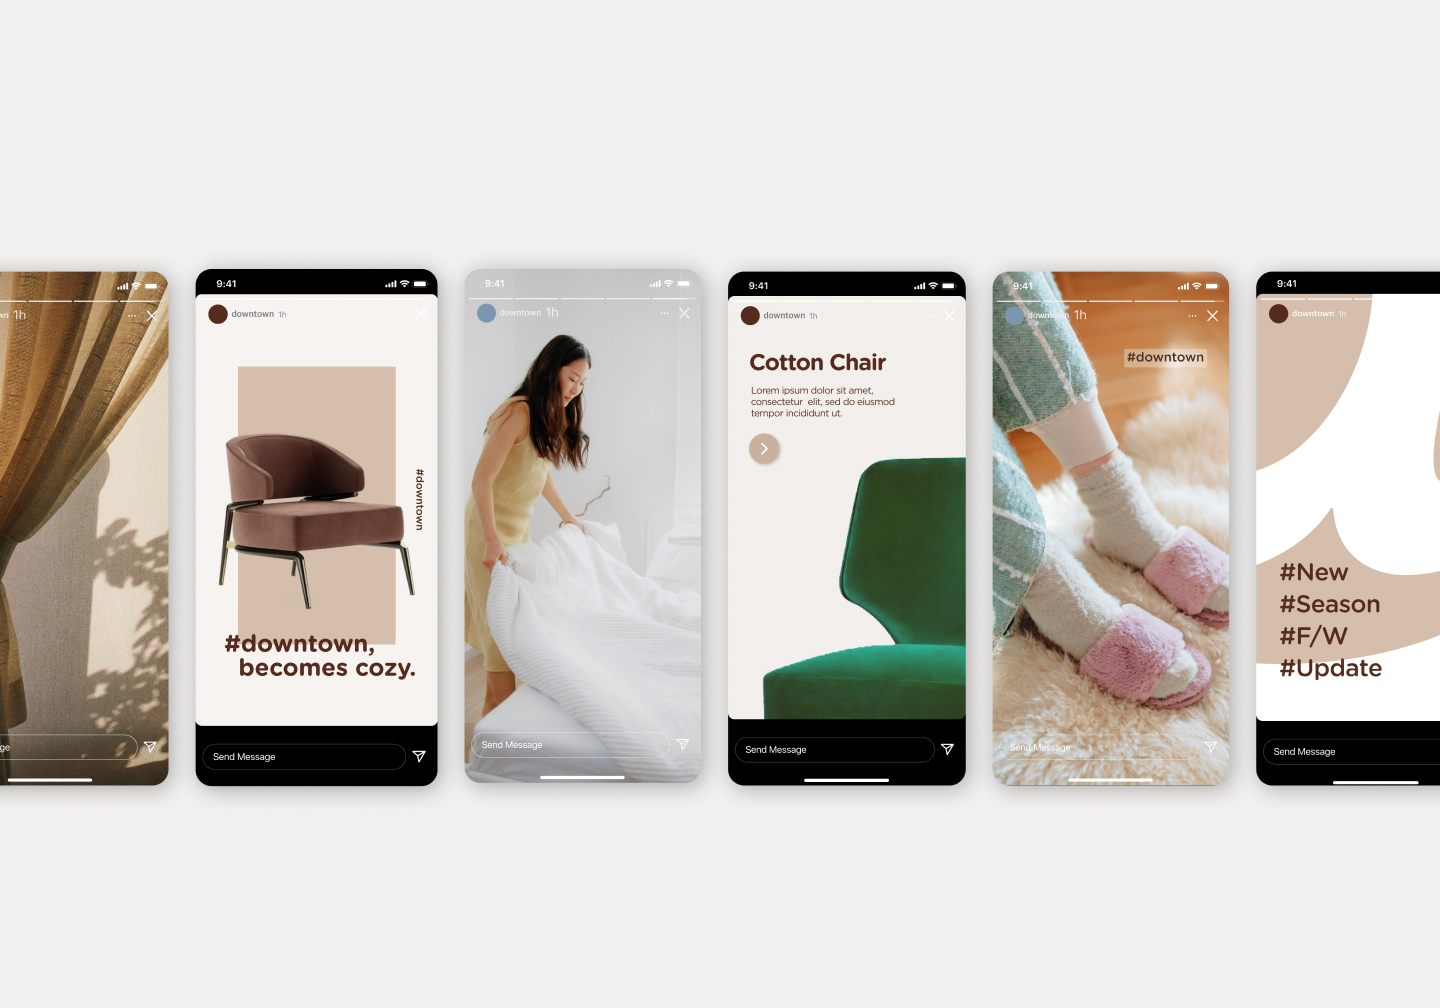 1h
ge
9:41
downtown 1h
#downtown
#downtown,
becomes cozy.
Send Message
9:41
downtown 1h
Send Message
9:41
downtown 1h
Cotton Chair
Lorem ipsum dolor sit amet,
consectetur elit, sed do eiusmod
tempor incididunt ut.
Send Message
9:41
downtown 1h
#downtown
Send Message
9:41
downtown 1h
#New
#Season
#F/W
#Update
Send Message